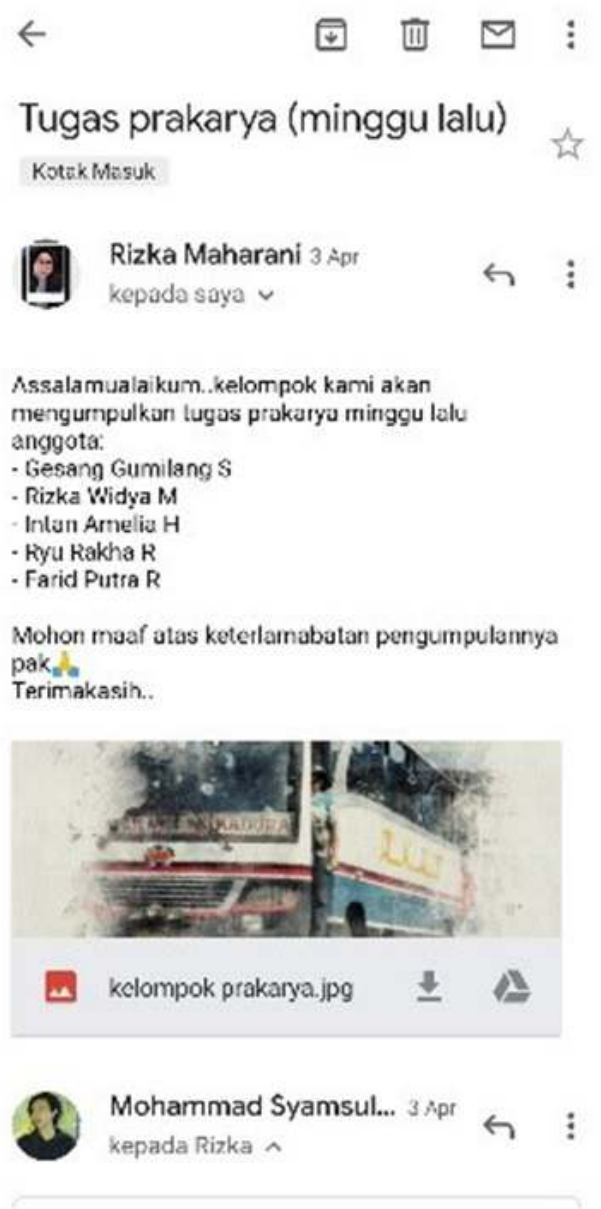 Tugas prakarya (minggu lalu)
Kotak Masuk
Rizka Maharani 3 Apr
kepada saya
Assalamualaikum..kelompok kami akan
mengumpulkan tugas prakarya minggu lalu
anggota:
- Gesang Gumilang S
- Rizka Widya M
- Intan Amelia H
- Ryu Rakha R
- Farid Putra R
Mohon maaf atas keterlamabatan pengumpulannya
pak🙏
Terimakasih..
kelompok prakarya.jpg
Mohammad Syamsul... 3 Apr
kepada Rizka